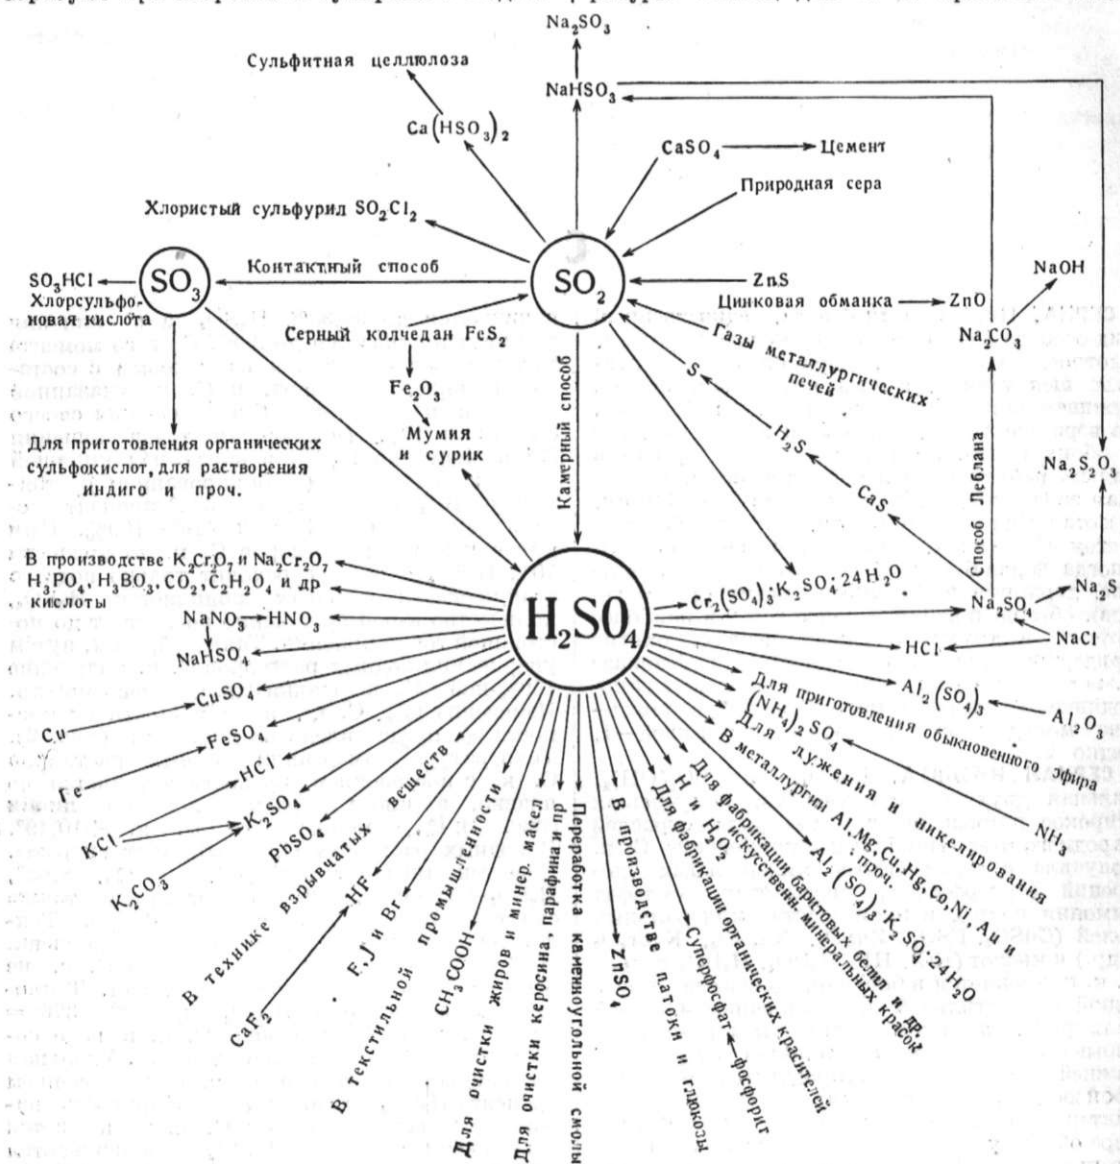 Na₂SO₃
Сульфитная целлюлоза
NaHSO₃
Ca(HSO₃)₂
CaSO₄
Цемент
Природная сера
Хлористый сульфурил SO₂Cl₂
SO₃HCl
Хлорсульфо-
новая кислота
SO₃
Контактный способ
SO₂
ZnS
Цинковая обманка
ZnO
NaOH
Na₂CO₃
Серный колчедан FeS₂
Fe₂O₃
Мумия
и сурик
Газы металлургических
печей
S
H₂S
CaS
Камерный способ
Способ Леблана
Na₂S₂O₃
Для приготовления органических
сульфокислот, для растворения
индиго и проч.
В производстве K₂Cr₂O₇ и Na₂Cr₂O₇
H₃PO₄, H₃BO₃, CO₂, C₂H₂O₄ и др
кислоты
NaNO₃
HNO₃
NaHSO₄
H₂SO₄
Cr₂(SO₄)₃·K₂SO₄·24H₂O
Na₂SO₄
Na₂S
NaCl
HCl
Al₂(SO₄)₃
Al₂O₃
Cu
CuSO₄
Fe
FeSO₄
HCl
KCl
K₂SO₄
K₂CO₃
PbSO₄
В технике взрывчатых веществ
CaF₂
HF
F, J и Br
В текстильной промышленности
CH₃COOH
Для очистки жиров и минер. масел
Для очистки керосина, парафина и пр.
Переработка каменноугольной смолы
ZnSO₄
В производстве патоки и глюкозы
Суперфосфат
фосфориг
Для фабрикации органических красителей
H и H₂O₂
Для фабрикации баритовых белил и др.
искусственн. минеральных красок
Al₂(SO₄)₃·K₂SO₄·24H₂O
В металлургии Al, Mg, Cu, Hg, Co, Ni, Au,
Pt и проч.
Для лужения и никелирования
(NH₄)₂SO₄
NH₃
Для приготовления обыкновенного эфира